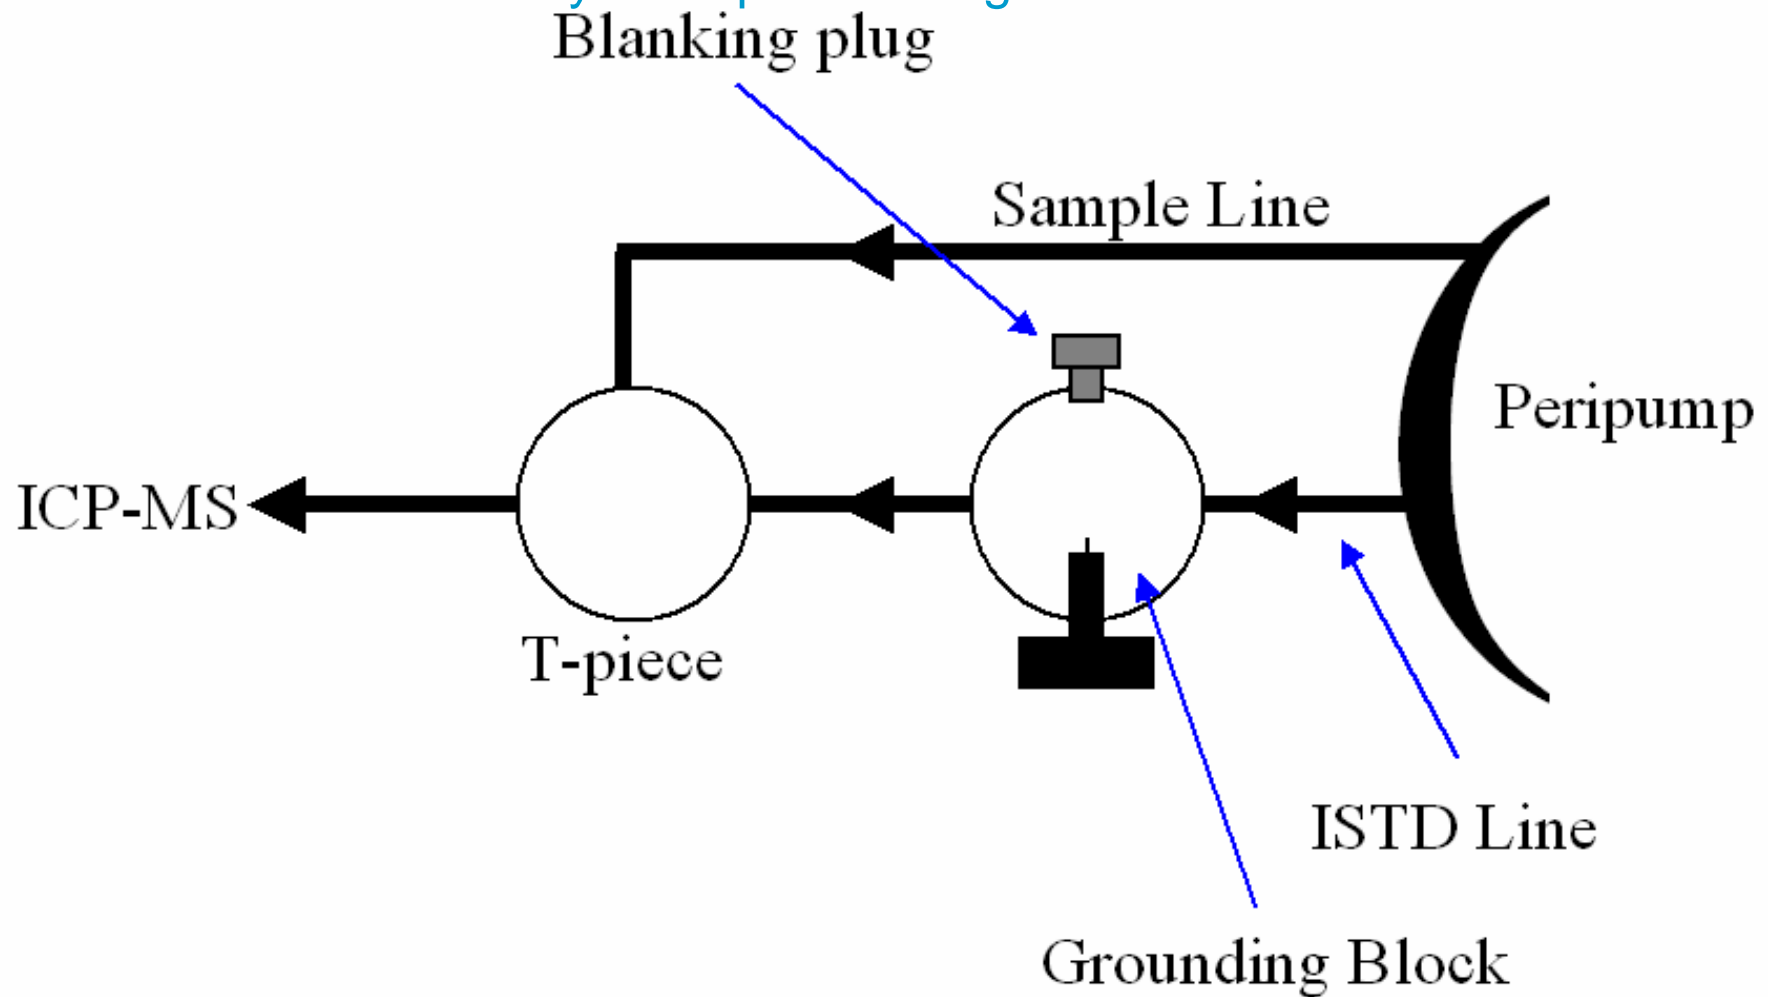 Blanking plug
Sample Line
Peripump
ICP-MS
T-piece
ISTD Line
Grounding Block